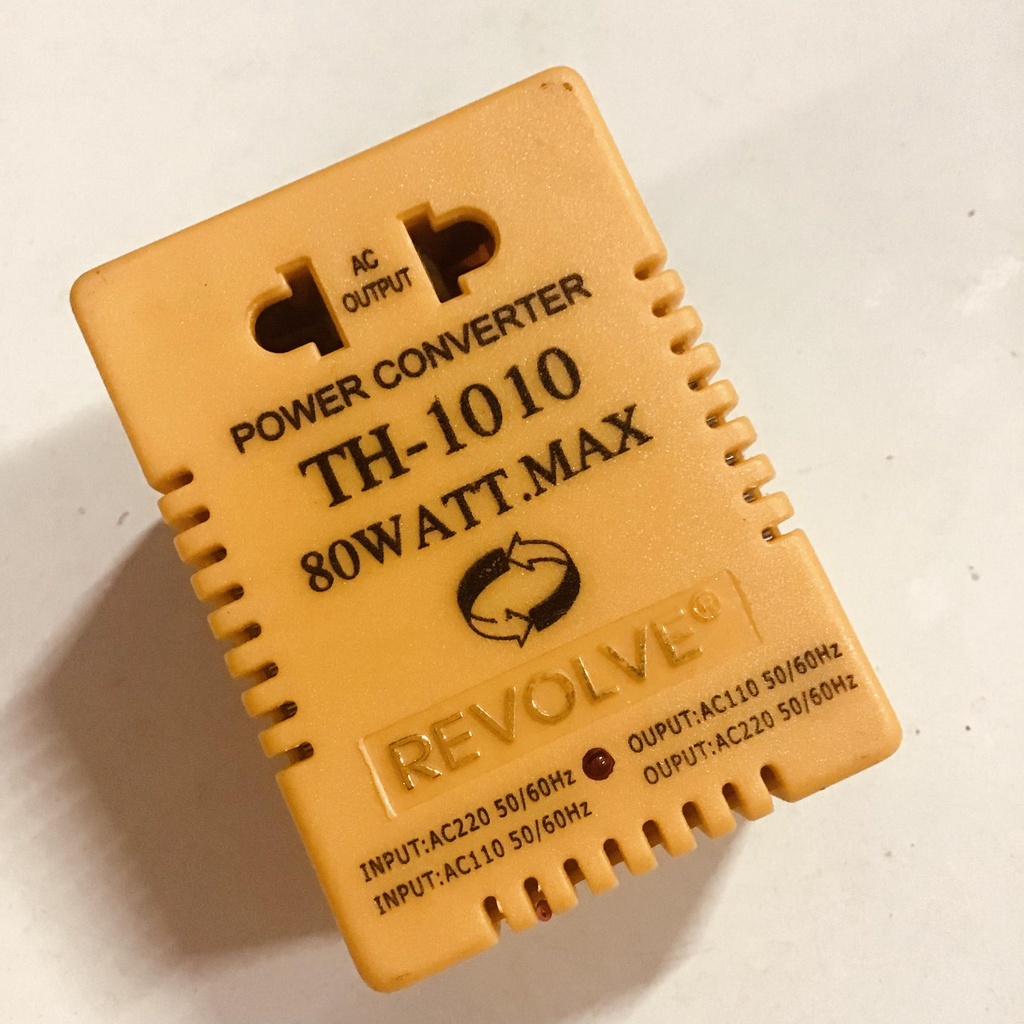 AC
OUTPUT
POWER CONVERTER
TH-1010
80WATT.MAX
REVOLVE®
INPUT:AC220 50/60Hz OUPUT:AC110 50/60Hz
INPUT:AC110 50/60Hz OUPUT:AC220 50/60Hz